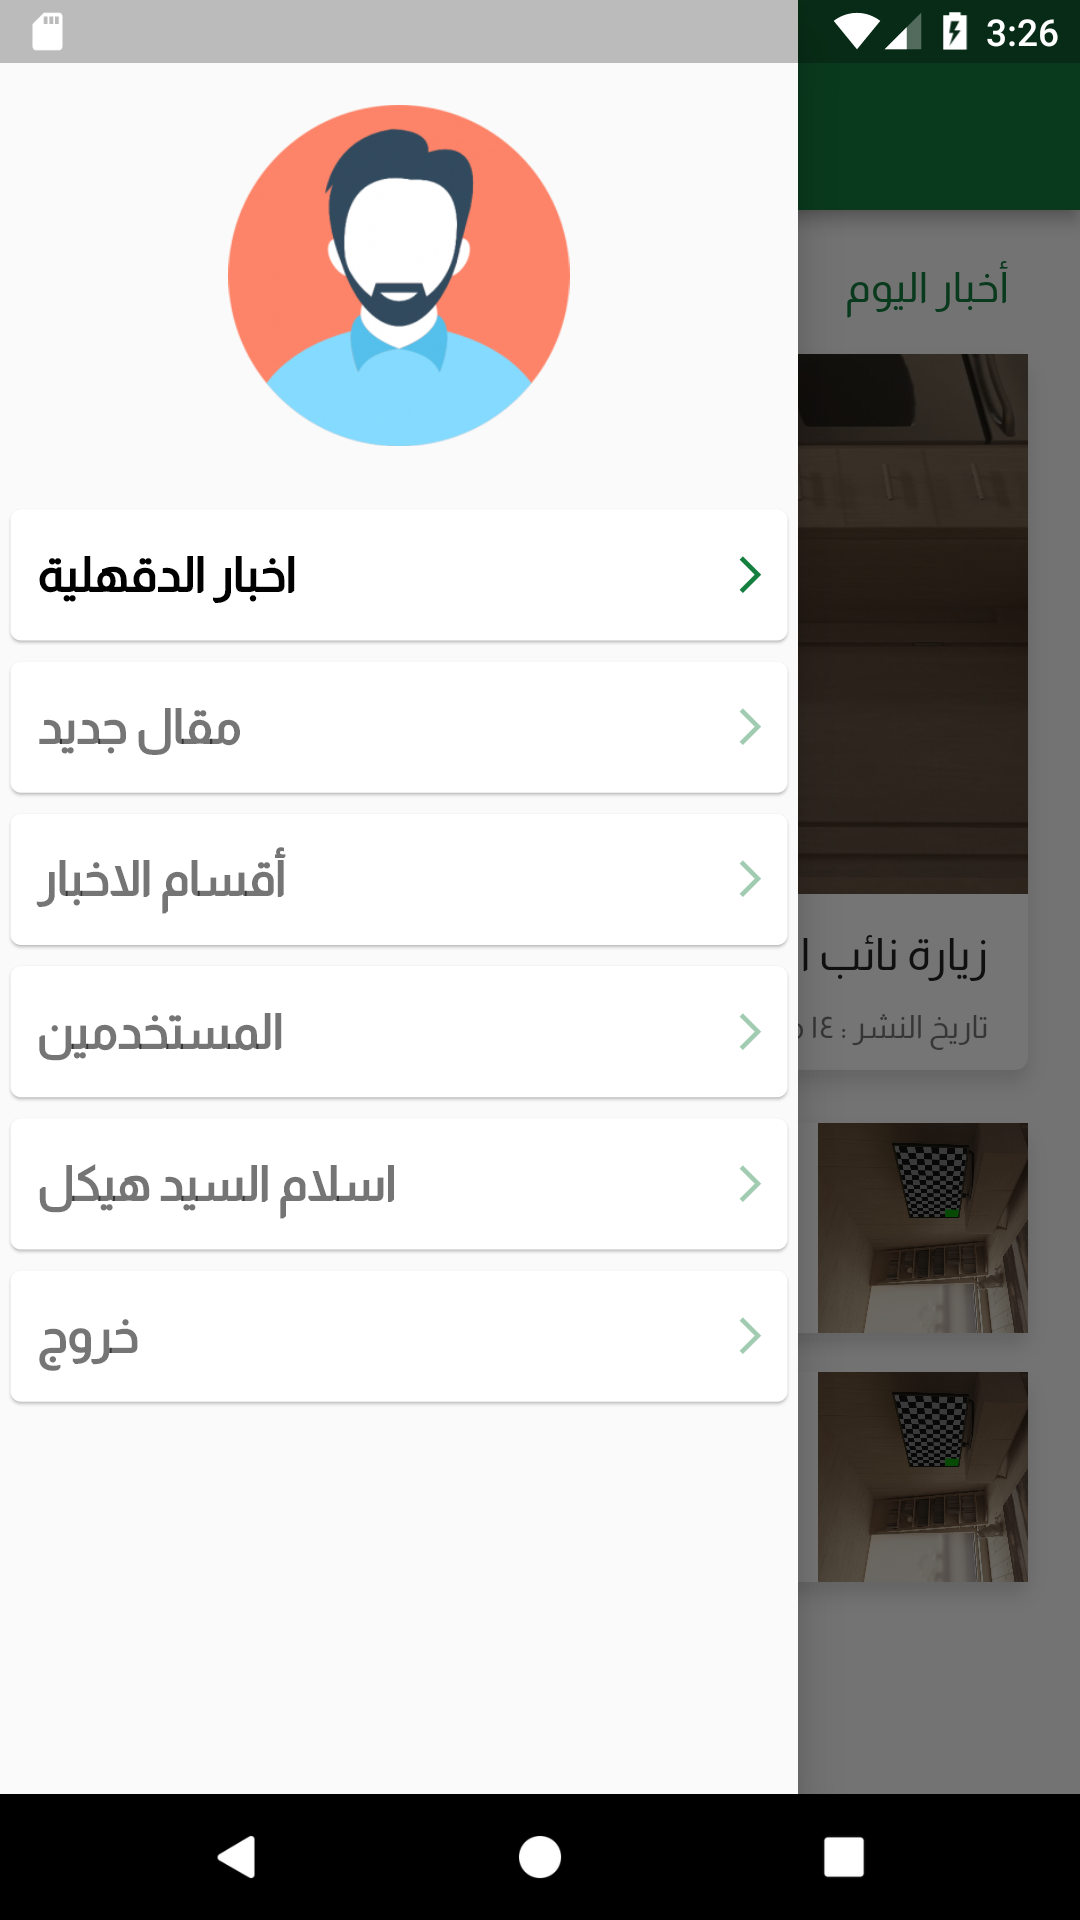 3:26
اخبار الدقهلية
مقال جديد
أقسام الاخبار
المستخدمين
اسلام السيد هيكل
خروج
أخبار اليوم
زيارة نائب
تاريخ النشر : ١٤